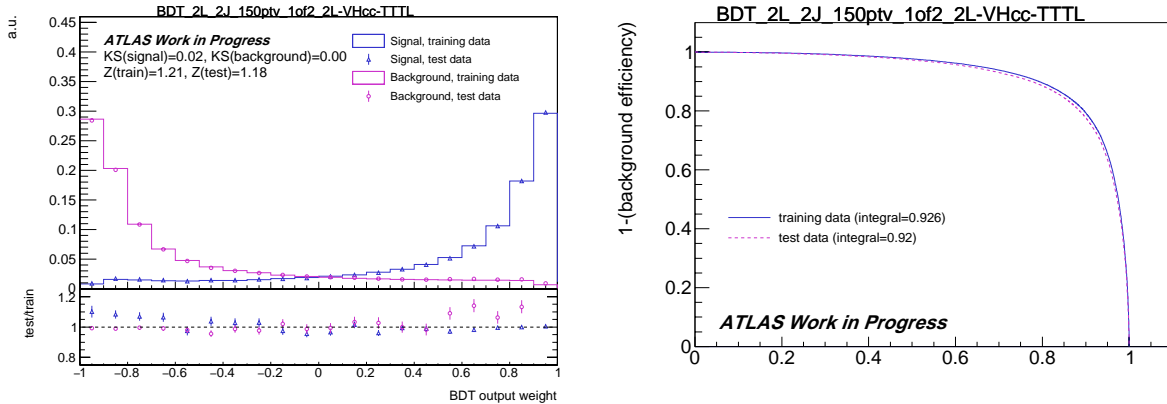 BDT_2L_2J_150ptv_1of2_2L-VHcc-TTTL
a.u.
0.45
0.4
0.35
0.3
0.25
0.2
0.15
0.1
0.05
0
ATLAS Work in Progress
KS(signal)=0.02, KS(background)=0.00
Z(train)=1.21, Z(test)=1.18
Signal, training data
Signal, test data
Background, training data
Background, test data
test/train
1.2
1
0.8
−1 −0.8 −0.6 −0.4 −0.2 0 0.2 0.4 0.6 0.8 1
BDT output weight
BDT_2L_2J_150ptv_1of2_2L-VHcc-TTTL
1-(background efficiency)
1
0.8
0.6
0.4
0.2
0
training data (integral=0.926)
test data (integral=0.92)
ATLAS Work in Progress
0 0.2 0.4 0.6 0.8 1